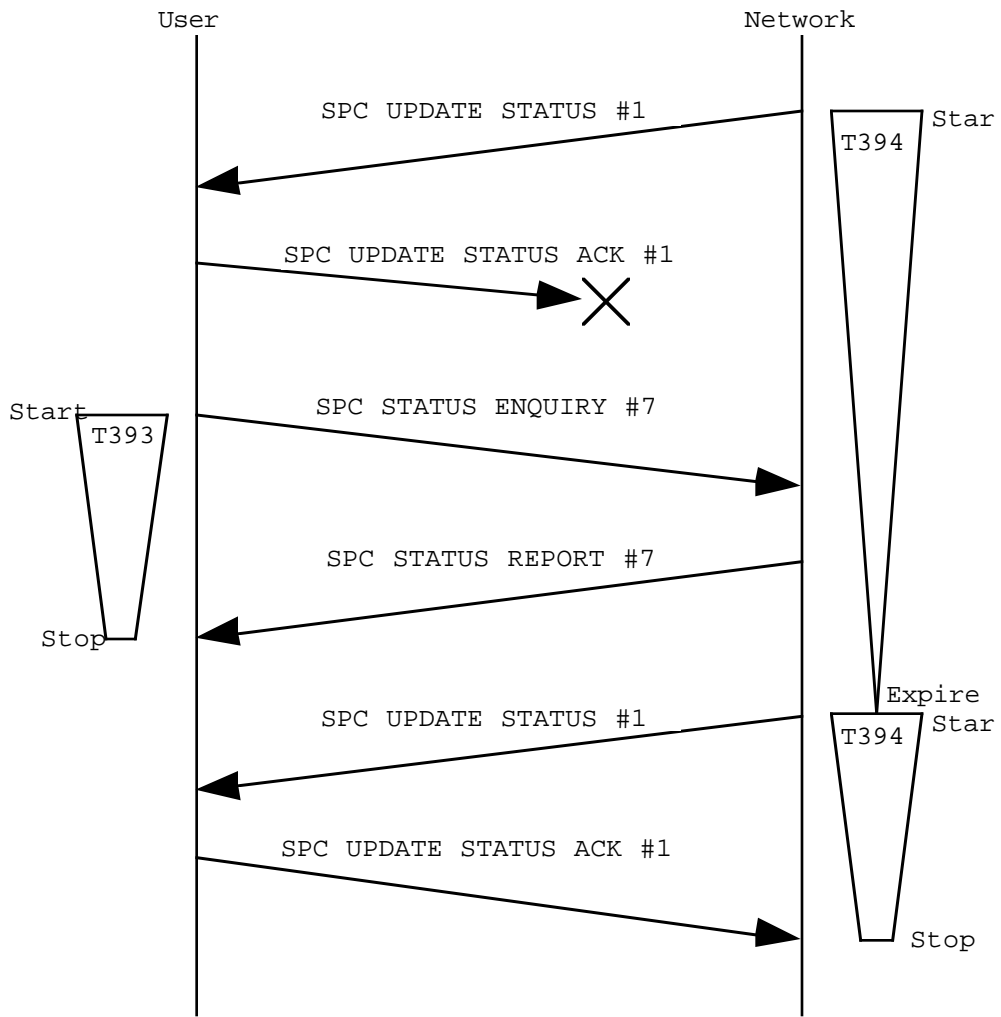 User
Network
SPC UPDATE STATUS #1
Star
T394
SPC UPDATE STATUS ACK #1
Start
SPC STATUS ENQUIRY #7
T393
SPC STATUS REPORT #7
Stop
Expire
SPC UPDATE STATUS #1
Star
T394
SPC UPDATE STATUS ACK #1
Stop